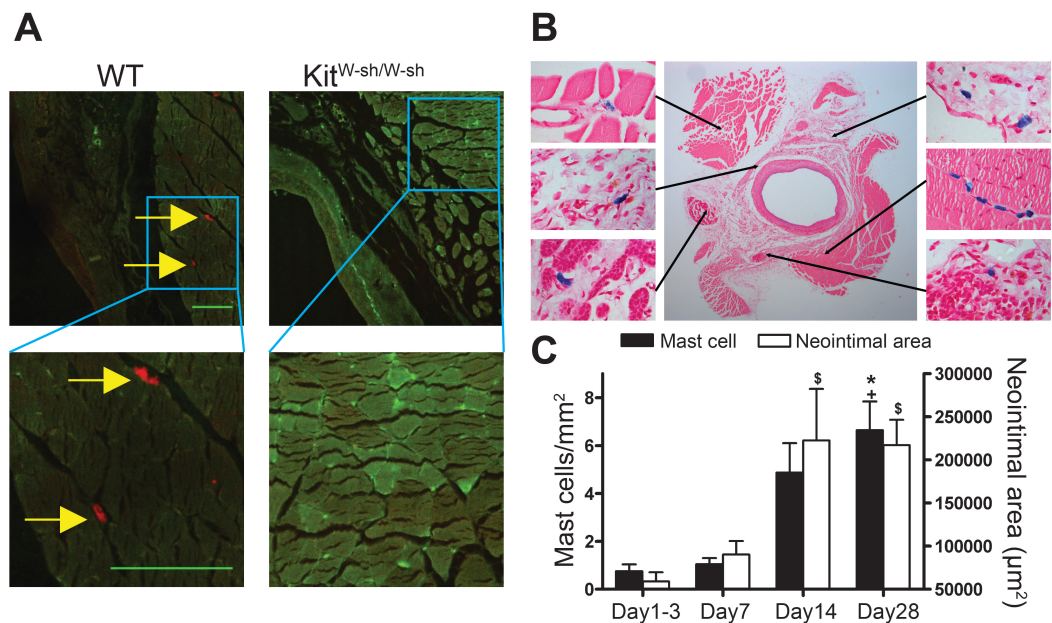 A
WT
Kit^W-sh/W-sh
B
C
Mast cell
Neointimal area
Mast cells/mm²
8
6
4
2
0
$
*
+
$
300000
250000
200000
150000
100000
50000
Neointimal area (µm²)
Day1-3
Day7
Day14
Day28